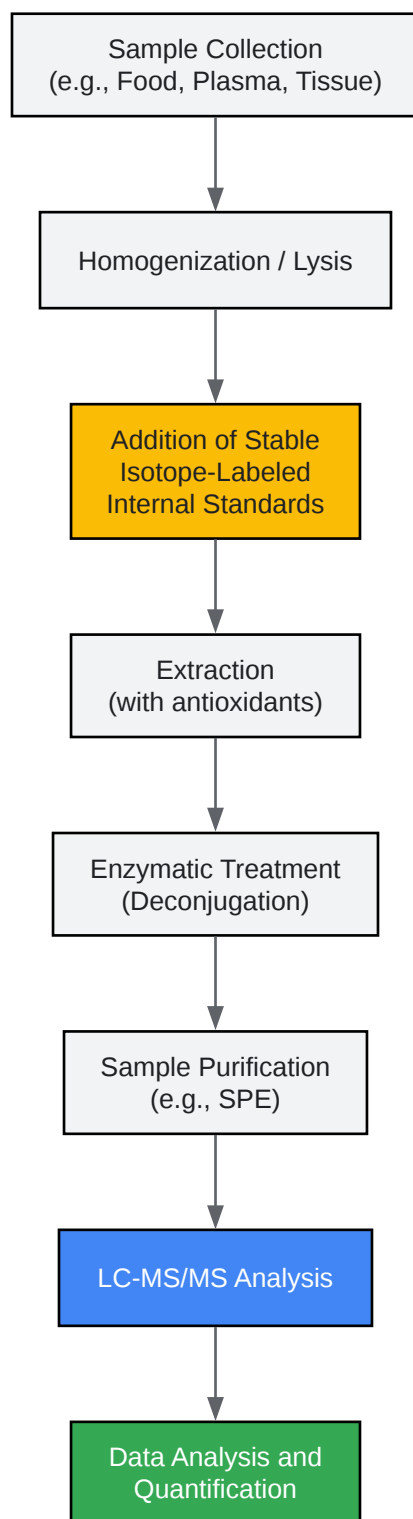 Sample Collection
(e.g., Food, Plasma, Tissue)
Homogenization / Lysis
Addition of Stable
Isotope-Labeled
Internal Standards
Extraction
(with antioxidants)
Enzymatic Treatment
(Deconjugation)
Sample Purification
(e.g., SPE)
LC-MS/MS Analysis
Data Analysis and
Quantification